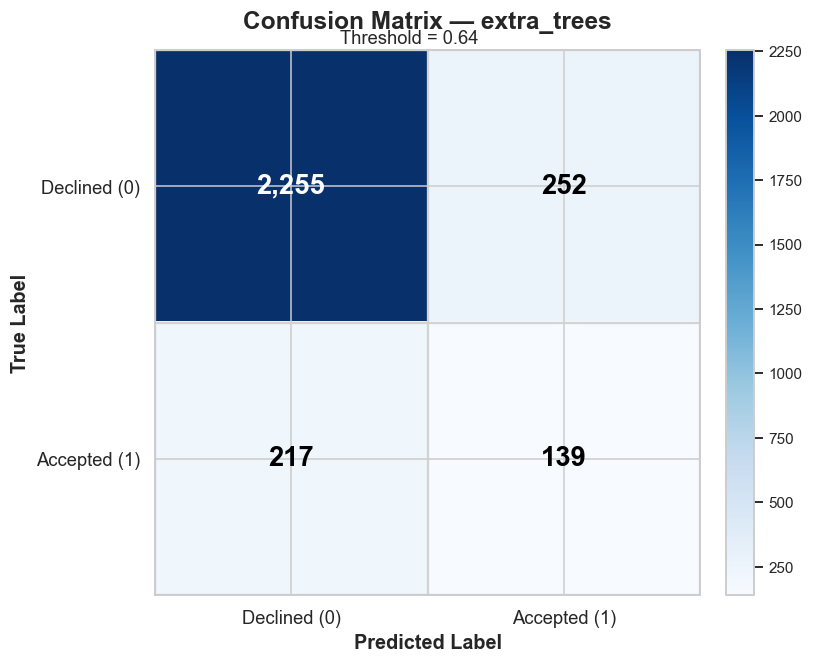 Confusion Matrix — extra_trees
Threshold = 0.64
True Label
Declined (0)
2,255
252
Accepted (1)
217
139
Declined (0)
Accepted (1)
Predicted Label
2250
2000
1750
1500
1250
1000
750
500
250